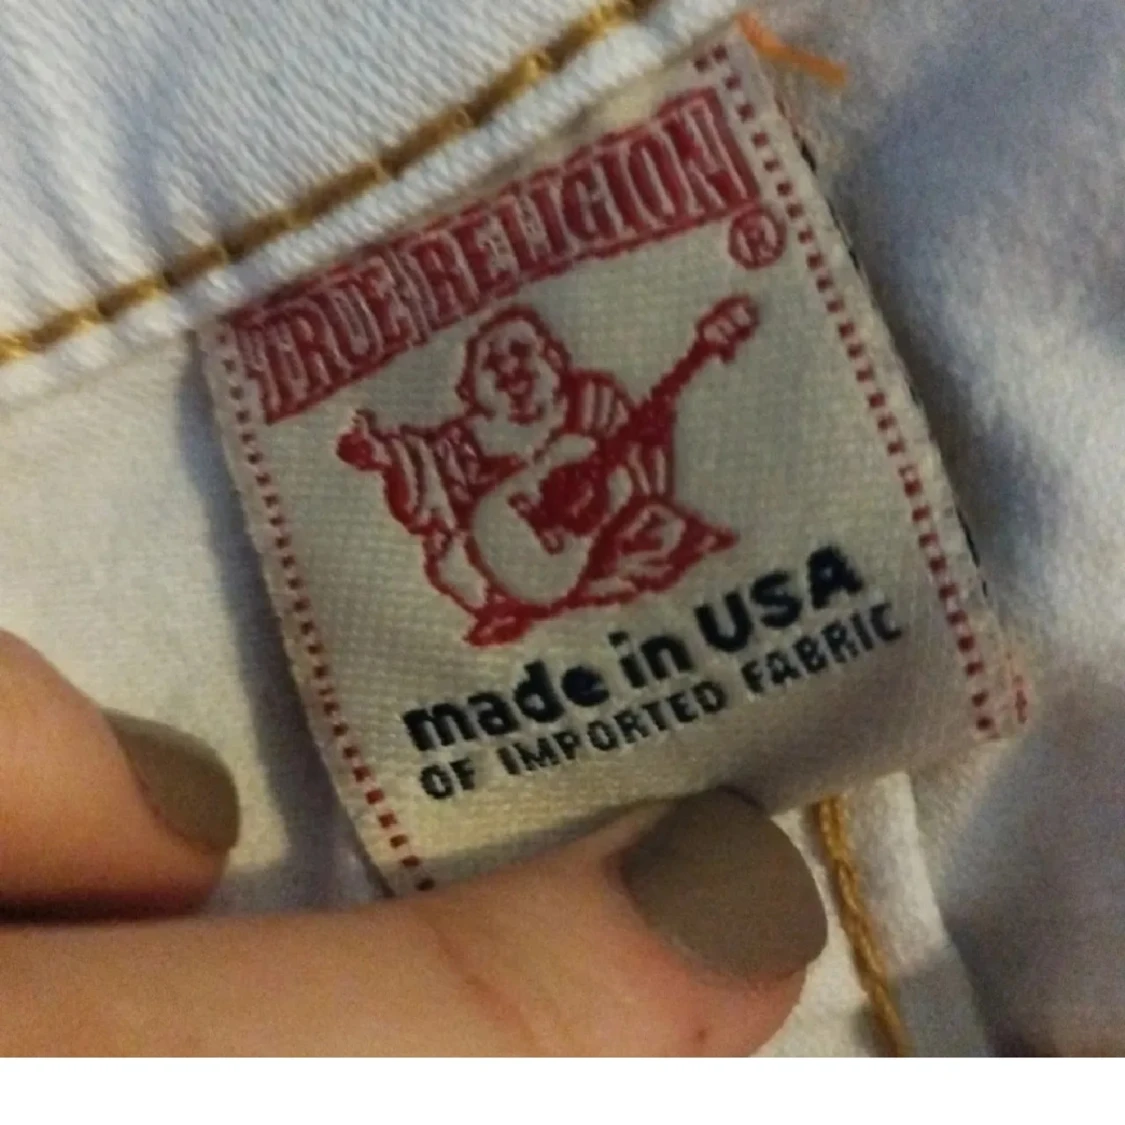 TRUE RELIGION
®
made in USA
OF IMPORTED FABRIC